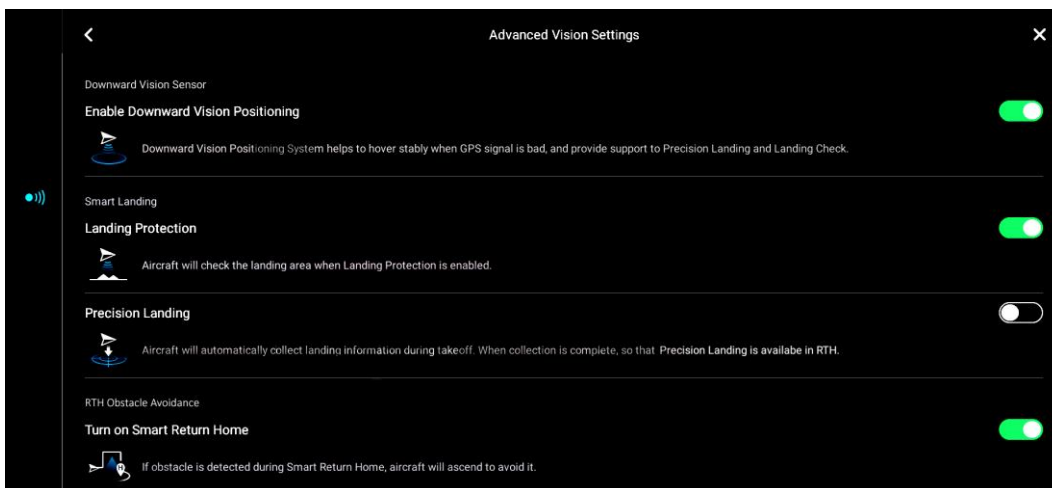 Advanced Vision Settings
Downward Vision Sensor
Enable Downward Vision Positioning
Downward Vision Positioning System helps to hover stably when GPS signal is bad, and provide support to Precision Landing and Landing Check.
Smart Landing
Landing Protection
Aircraft will check the landing area when Landing Protection is enabled.
Precision Landing
Aircraft will automatically collect landing information during takeoff. When collection is complete, so that Precision Landing is availabe in RTH.
RTH Obstacle Avoidance
Turn on Smart Return Home
H
If obstacle is detected during Smart Return Home, aircraft will ascend to avoid it.